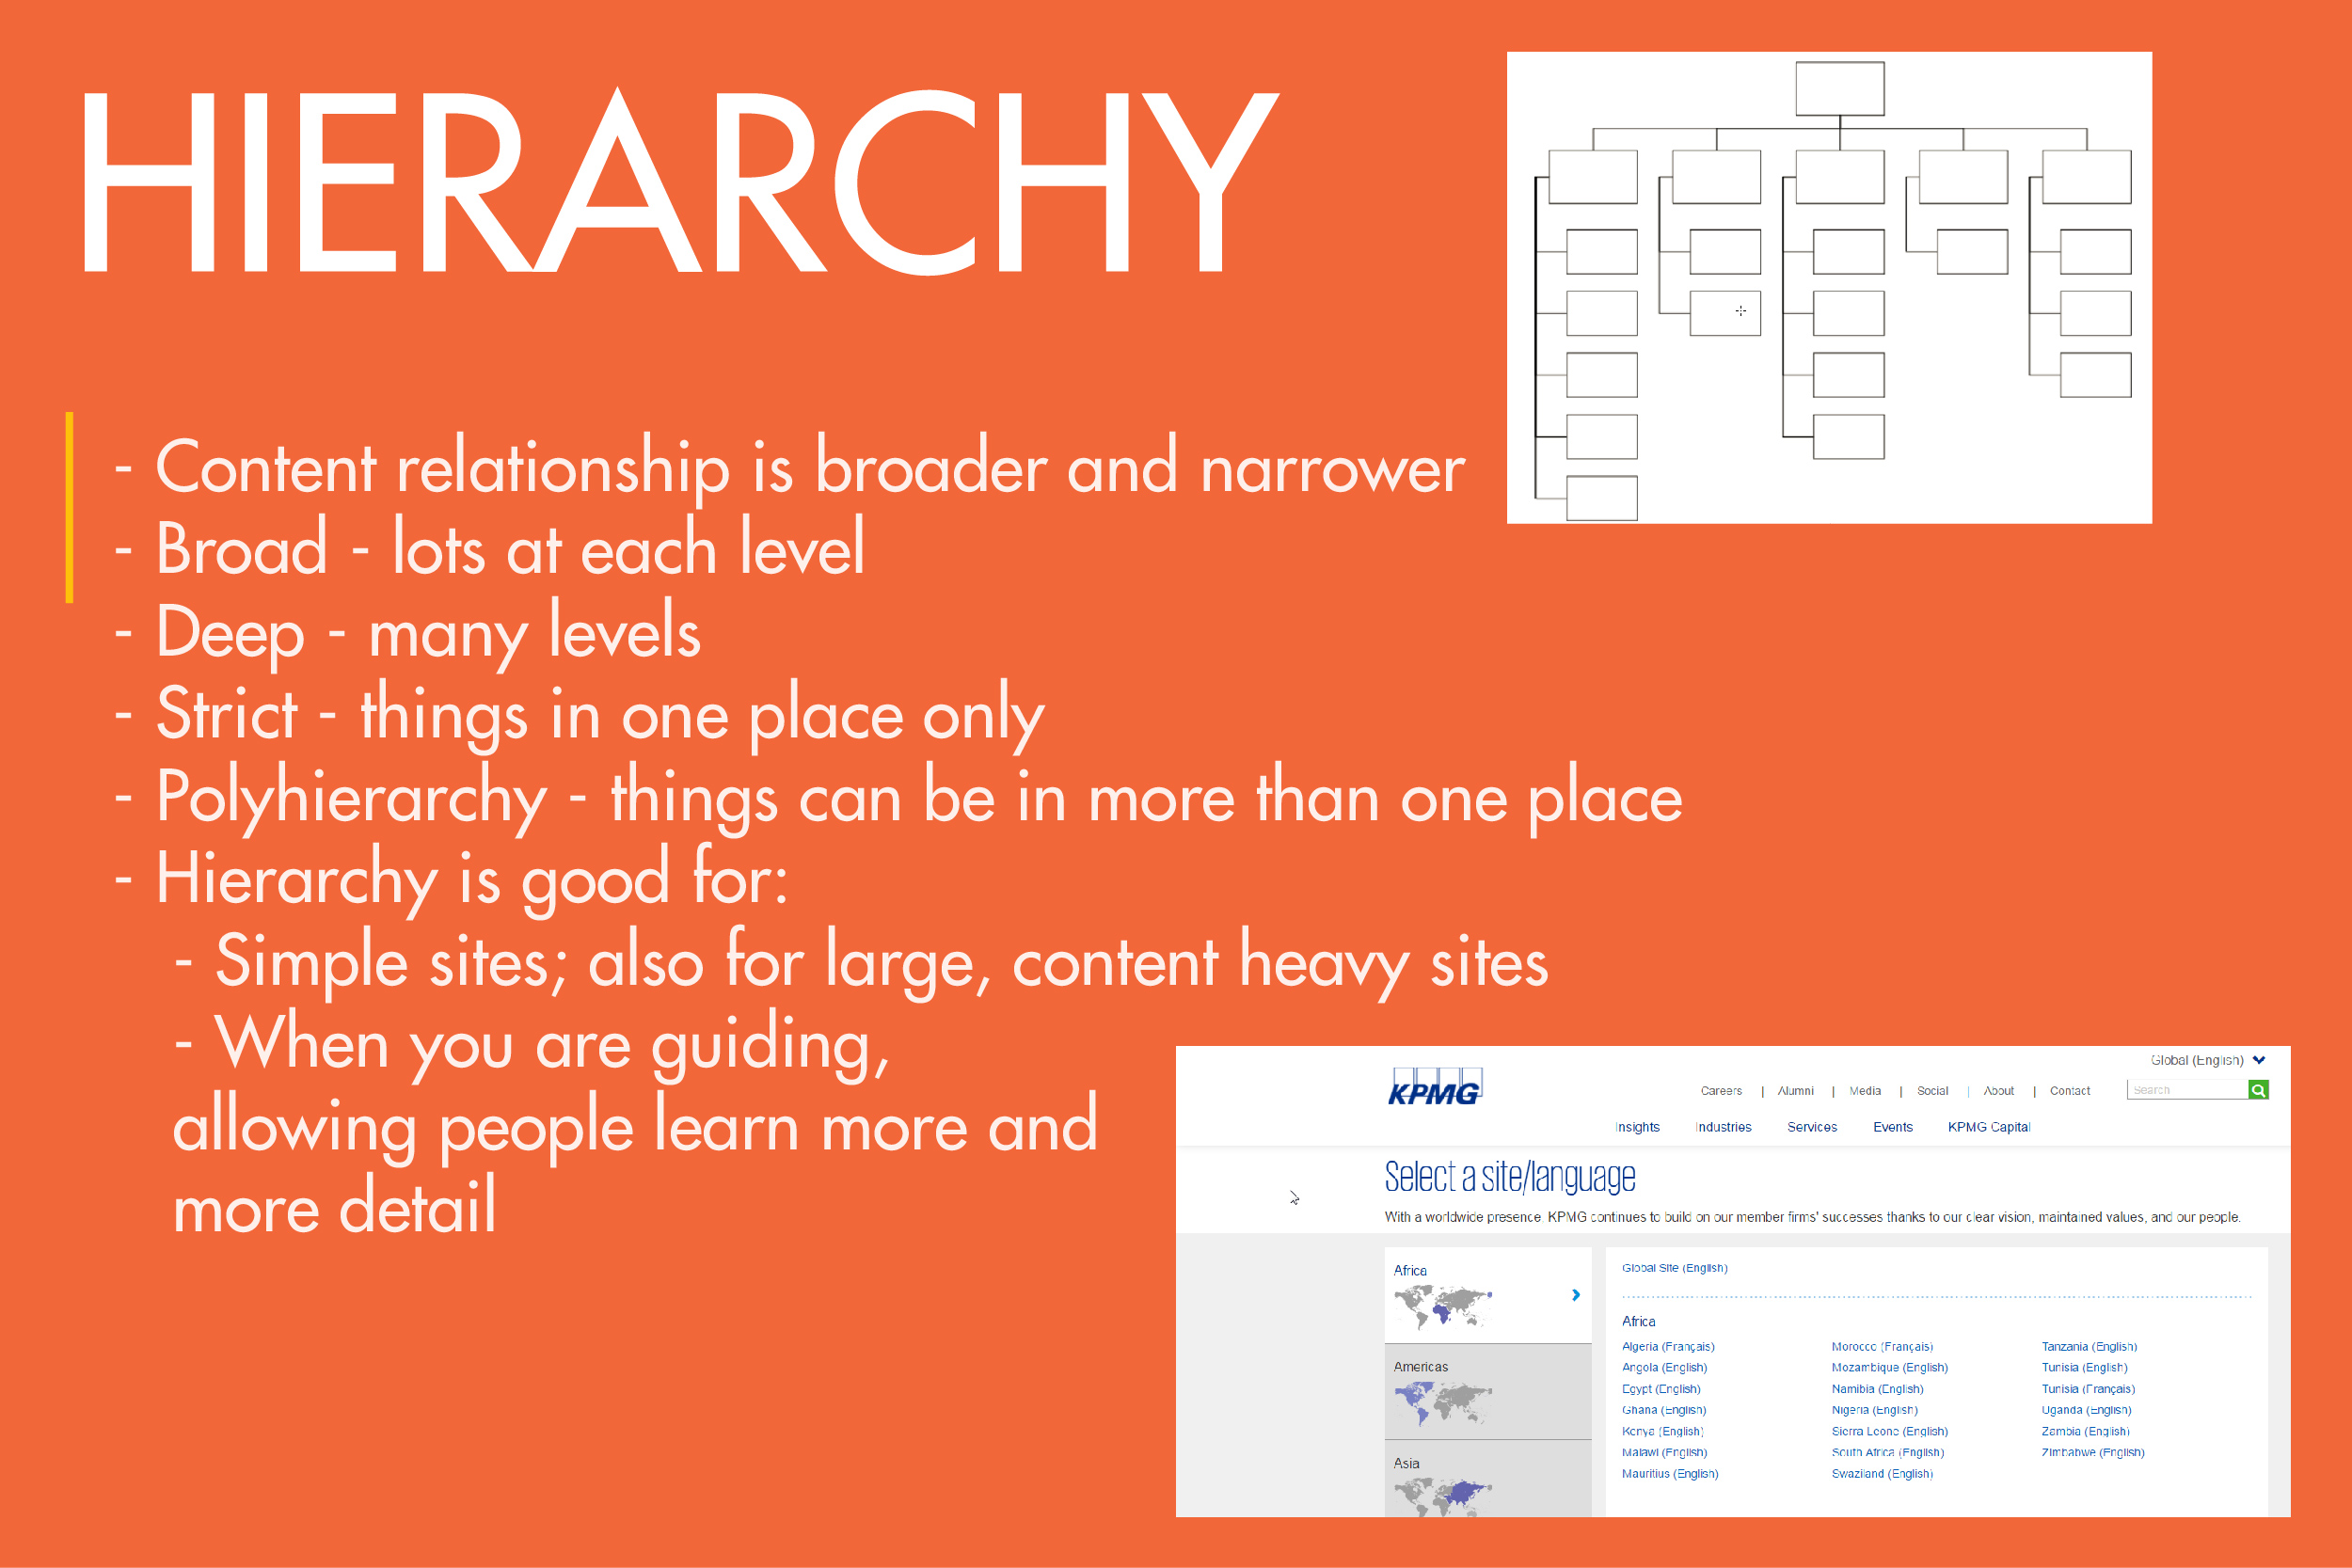 HIERARCHY
- Content relationship is broader and narrower
- Broad - lots at each level
- Deep - many levels
- Strict - things in one place only
- Polyhierarchy - things can be in more than one place
- Hierarchy is good for:
- Simple sites; also for large, content heavy sites
- When you are guiding,
allowing people learn more and
more detail
Global (English)
KPMG
Careers | Alumni | Media | Social | About | Contact
Search
Insights Industries Services Events KPMG Capital
Select a site/language
With a worldwide presence KPMG continues to build on our member firms' successes thanks to our clear vision, maintained values, and our people.
Africa
Americas
Asia
Global Site (English)
Africa
Algeria (Français) Morocco (Français) Tanzania (English)
Angola (English) Mozambique (English) Tunisia (English)
Egypt (English) Namibia (English) Tunisia (Français)
Ghana (English) Nigeria (English) Uganda (English)
Kenya (English) Sierra Leone (English) Zambia (English)
Malawi (English) South Africa (English) Zimbabwe (English)
Mauritius (English) Swaziland (English)